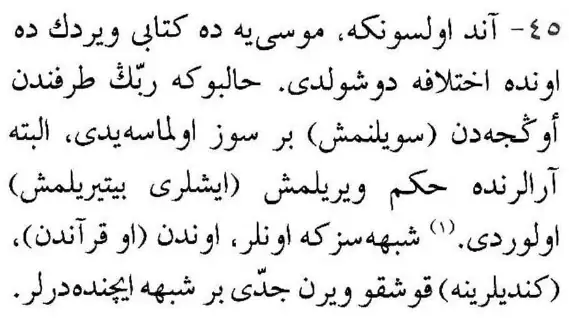 ٤٥- آند اولسونكه، موسى‌يه ده كتابى ويردك ده
اونده اختلافه دوشولدى. حالبوكه ربّڭ طرفندن
أوڭجه‌دن (سويلنمش) بر سوز اولماسه‌يدى، البته
آرالرنده حكم ويريلمش (ايشلرى بيتيريلمش)
اولوردى.(١) شبهه‌سزكه اونلر، اوندن (او قرآندن)،
(كنديلرينه) قوشقو ويرن جدّى بر شبهه ايچنده‌درلر.